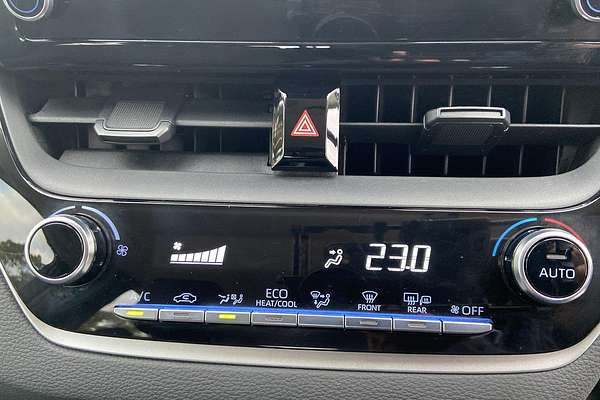 23.0
AUTO
A/C
ECO
HEAT/COOL
FRONT
REAR
OFF